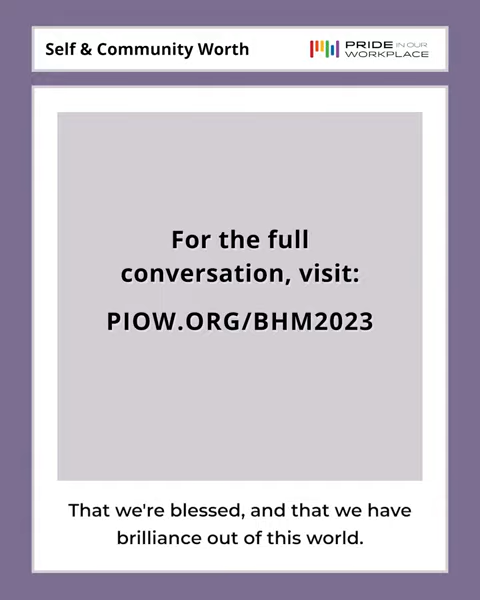 Self & Community Worth
PRIDE IN OUR
WORKPLACE
For the full
conversation, visit:
PIOW.ORG/BHM2023
That we're blessed, and that we have
brilliance out of this world.